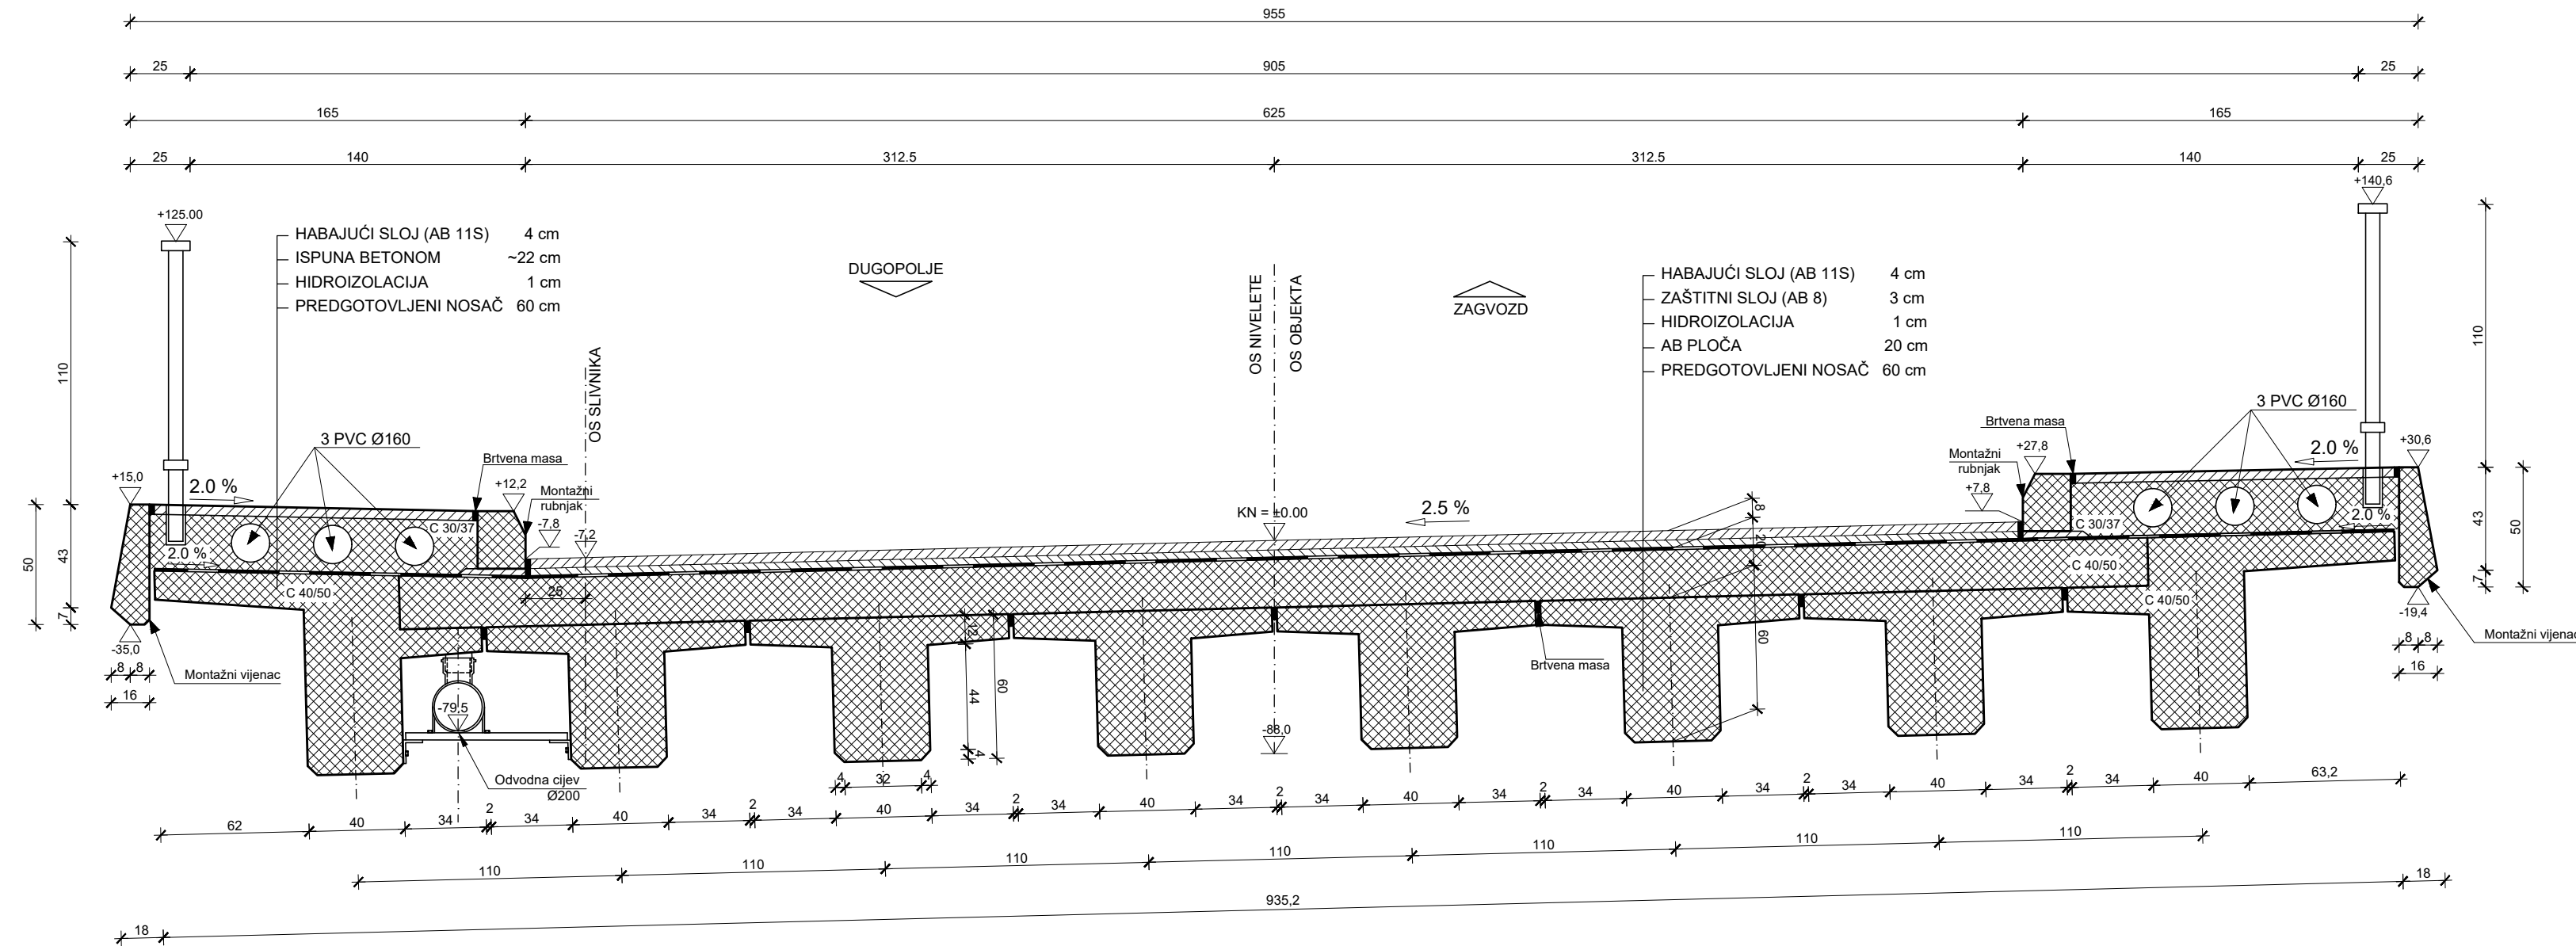 955
25 905 25
165 625 165
25 140 312.5 312.5 140 25
+125.00
+140,6
HABAJUĆI SLOJ (AB 11S) 4 cm
ISPUNA BETONOM ~22 cm
HIDROIZOLACIJA 1 cm
PREDGOTOVLJENI NOSAČ 60 cm
DUGOPOLJE
OS NIVELETE
OS OBJEKTA
ZAGVOZD
HABAJUĆI SLOJ (AB 11S) 4 cm
ZAŠTITNI SLOJ (AB 8) 3 cm
HIDROIZOLACIJA 1 cm
AB PLOČA 20 cm
PREDGOTOVLJENI NOSAČ 60 cm
OS SLIVNIKA
110
110
3 PVC Ø160
3 PVC Ø160
Brtvena masa
Brtvena masa
Montažni
rubnjak
Montažni
rubnjak
+15,0
2.0 %
+12,2
-7,8
-7,2
C 30/37
2.0 %
C 40/50
25
KN = ±0.00
2.5 %
8
20
60
+27,8
+7,8
2.0 %
+30,6
C 30/37
2.0 %
C 40/50
C 40/50
50
43
7
43
7
50
-35,0
-19,4
8 8
16
8 8
16
Montažni vijenac
Montažni vijenac
-79,5
Odvodna cijev
Ø200
12
44
4
60
-88,0
Brtvena masa
4 32 4
62 40 34 2 34 40 34 2 34 40 34 2 34 40 34 2 34 40 34 2 34 40 34 2 34 40 34 2 34 40 63,2
110 110 110 110 110 110 110
18 935,2 18